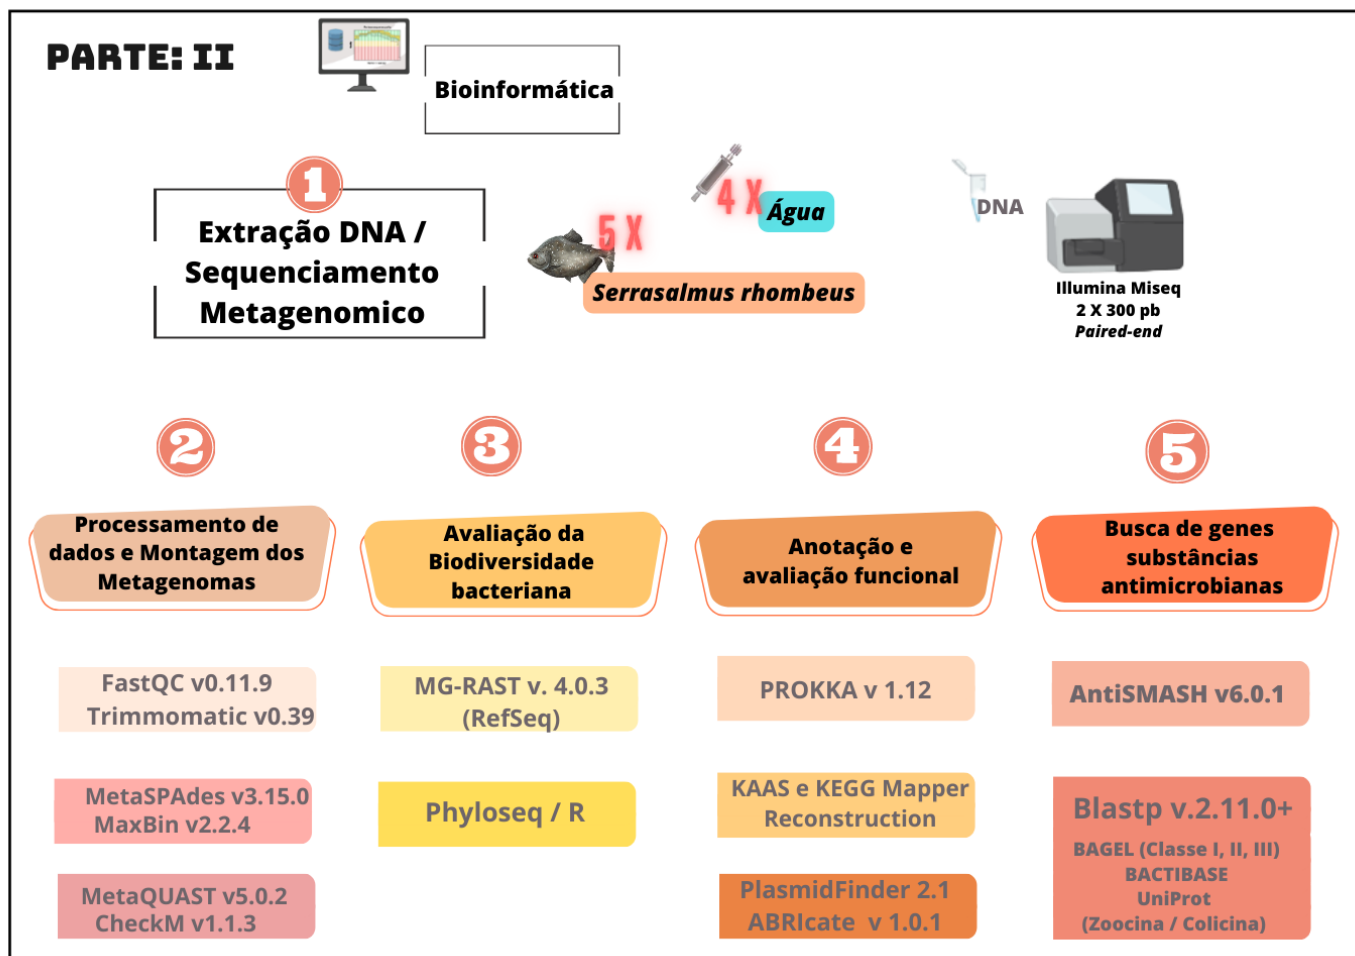 PARTE: II
Bioinformática
1
Extração DNA /
Sequenciamento
Metagenomico
4 X
Água
5 X
Serrasalmus rhombeus
DNA
Illumina Miseq
2 X 300 pb
Paired-end
2
Processamento de
dados e Montagem dos
Metagenomas
FastQC v0.11.9
Trimmomatic v0.39
MetaSPAdes v3.15.0
MaxBin v2.2.4
MetaQUAST v5.0.2
CheckM v1.1.3
3
Avaliação da
Biodiversidade
bacteriana
MG-RAST v. 4.0.3
(RefSeq)
Phyloseq / R
4
Anotação e
avaliação funcional
PROKKA v 1.12
KAAS e KEGG Mapper
Reconstruction
PlasmidFinder 2.1
ABRIcate v 1.0.1
5
Busca de genes
substâncias
antimicrobianas
AntiSMASH v6.0.1
Blastp v.2.11.0+
BAGEL (Classe I, II, III)
BACTIBASE
UniProt
(Zoocina / Colicina)